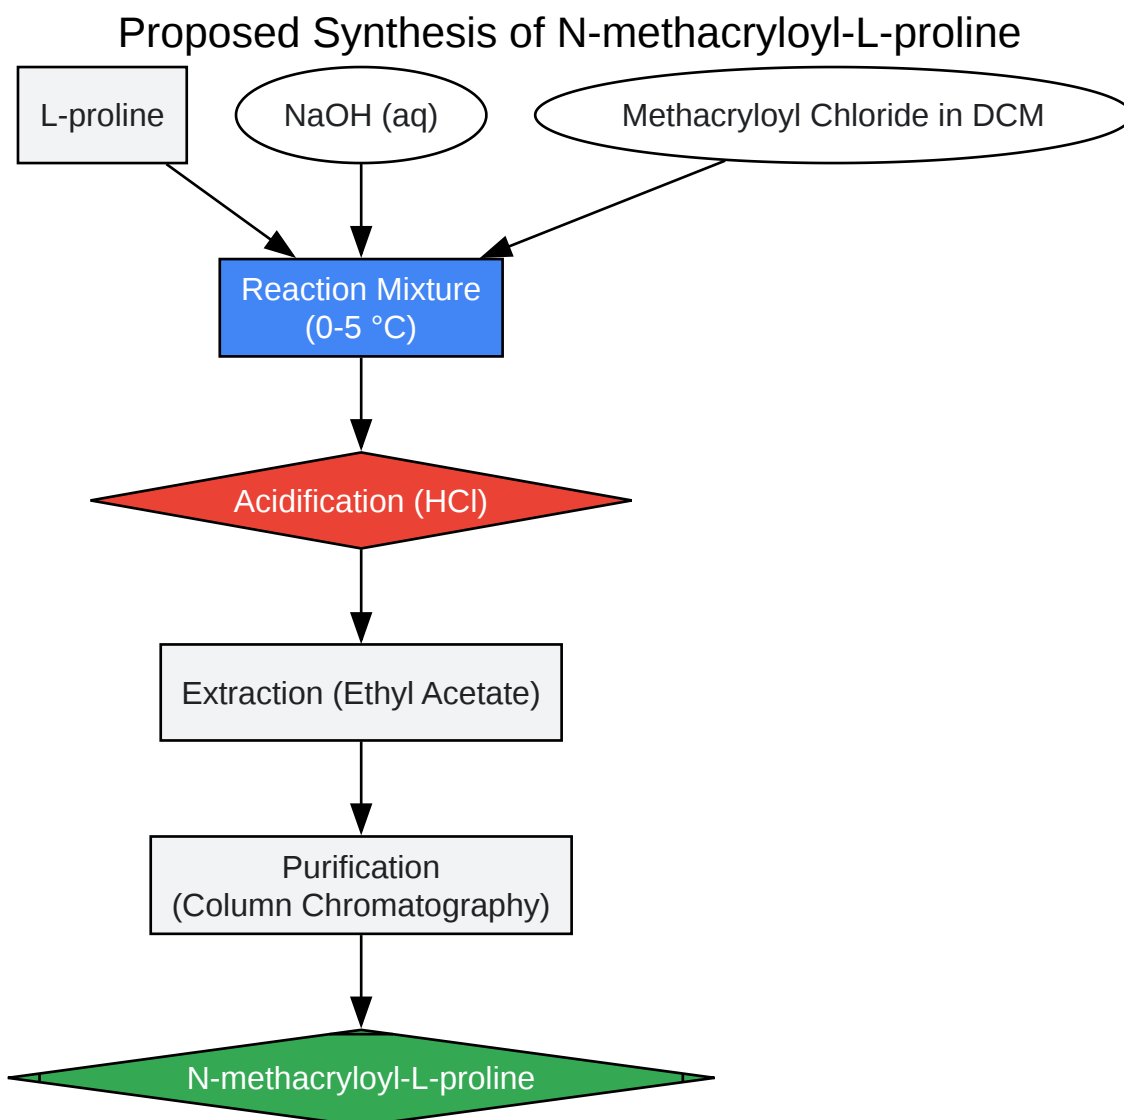 Proposed Synthesis of N-methacryloyl-L-proline
L-proline
NaOH (aq)
Methacryloyl Chloride in DCM
Reaction Mixture
(0-5 °C)
Acidification (HCl)
Extraction (Ethyl Acetate)
Purification
(Column Chromatography)
N-methacryloyl-L-proline